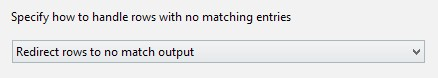 Specify how to handle rows with no matching entries
Redirect rows to no match output